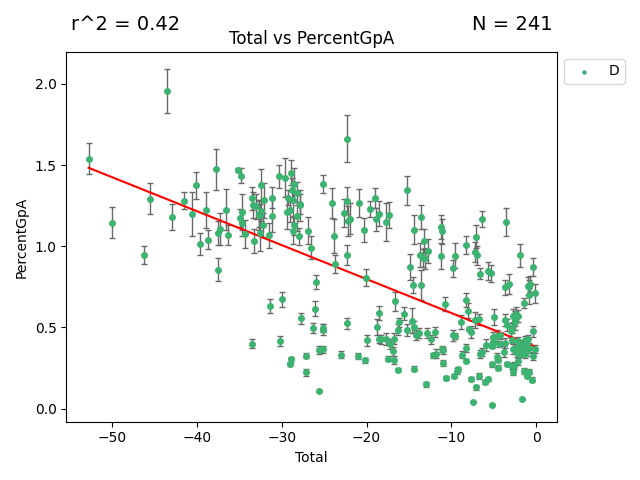 r^2 = 0.42
N = 241
Total vs PercentGpA
D
2.0
1.5
1.0
0.5
0.0
PercentGpA
−50
−40
−30
−20
−10
0
Total